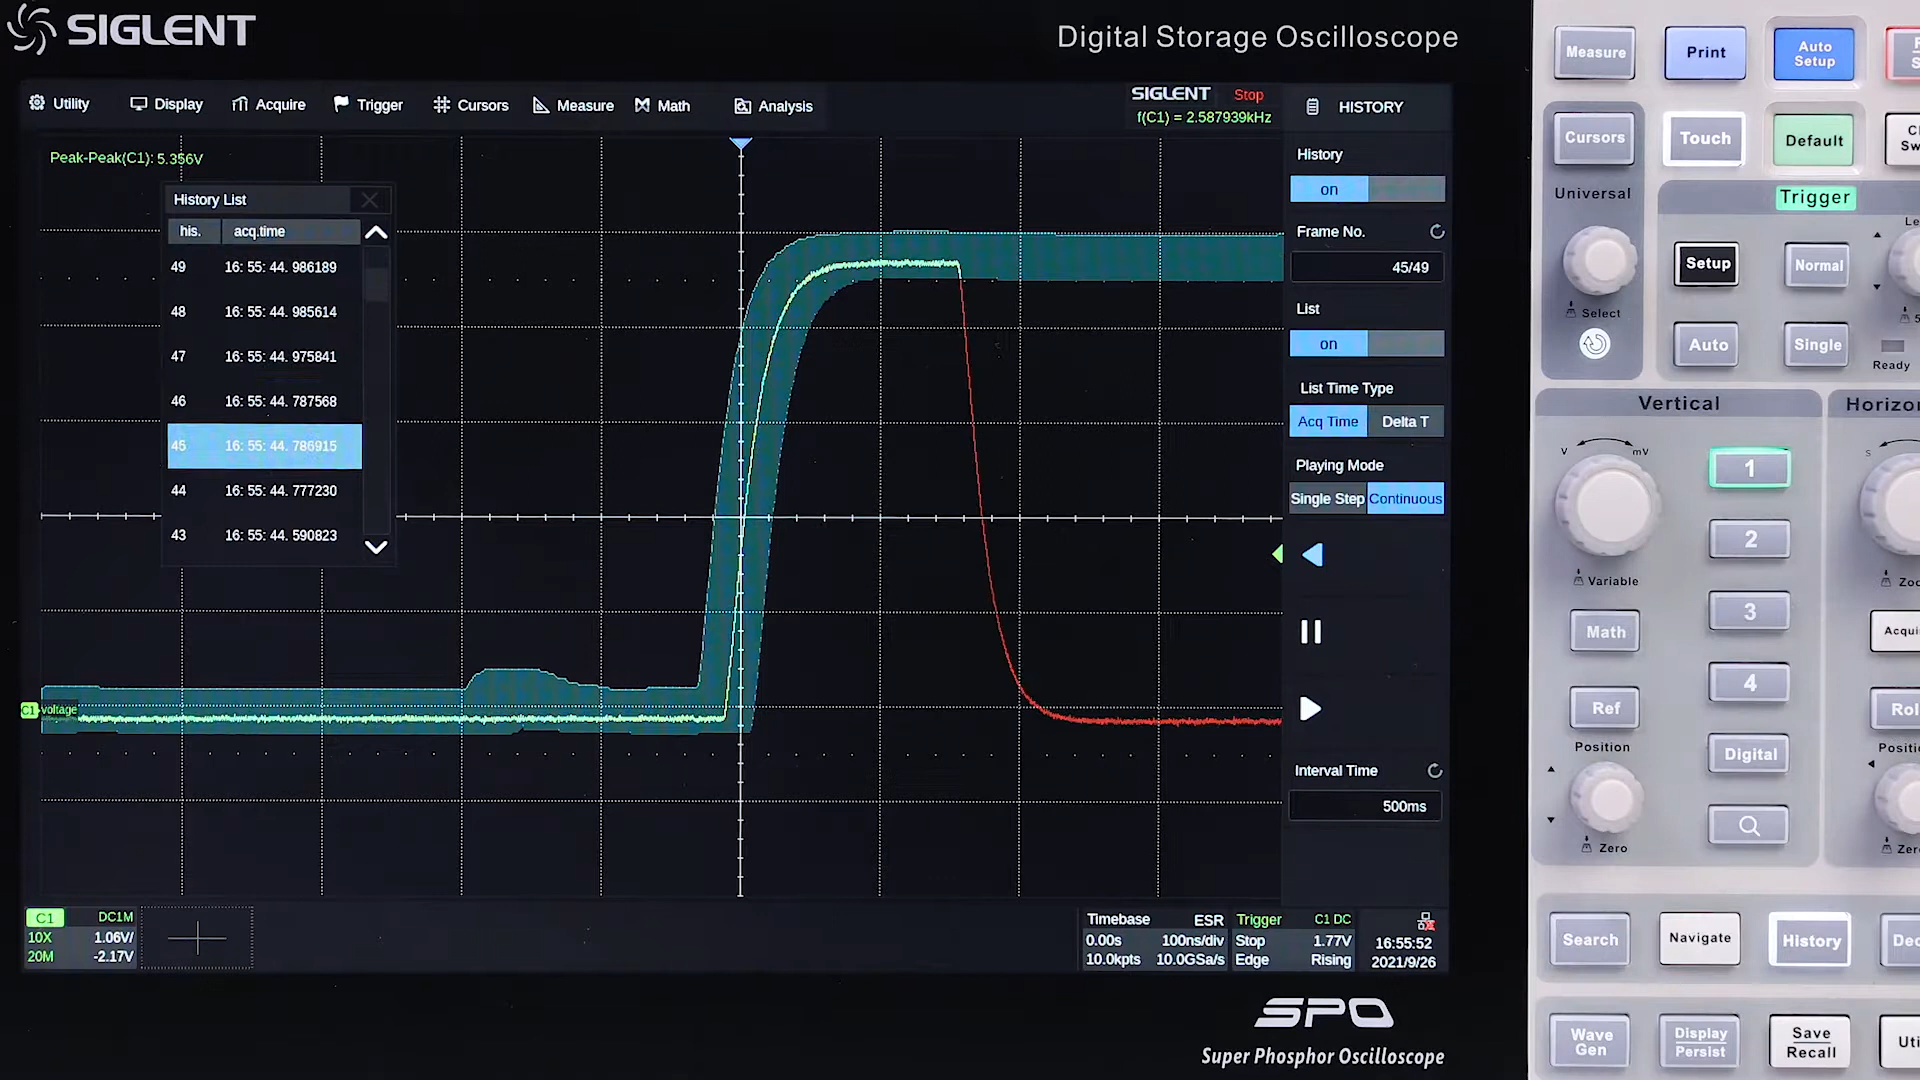 SIGLENT
Digital Storage Oscilloscope
Utility
Display
Acquire
Trigger
Cursors
Measure
Math
Analysis
SIGLENT
Stop
f(C1) = 2.587939kHz
HISTORY
Peak-Peak(C1): 5.356V
History List
his. acq.time
49 16: 55: 44. 986189
48 16: 55: 44. 985614
47 16: 55: 44. 975841
46 16: 55: 44. 787568
45 16: 55: 44. 786915
44 16: 55: 44. 777230
43 16: 55: 44. 590823
C1 voltage
History
on
Frame No.
45/49
List
on
List Time Type
Acq Time Delta T
Playing Mode
Single Step Continuous
Interval Time
500ms
C1 DC1M
10X 1.06V/
20M -2.17V
Timebase ESR
0.00s 100ns/div
10.0kpts 10.0GSa/s
Trigger C1 DC
Stop 1.77V
Edge Rising
16:55:52
2021/9/26
SPO
Super Phosphor Oscilloscope
Measure
Print
Auto
Setup
Cursors
Touch
Default
Universal
Select
Trigger
Setup
Normal
Auto
Single
Ready
Vertical
V mV
Variable
1
2
3
4
Math
Ref
Digital
Position
Zero
Search
Navigate
History
Wave
Gen
Display
Persist
Save
Recall